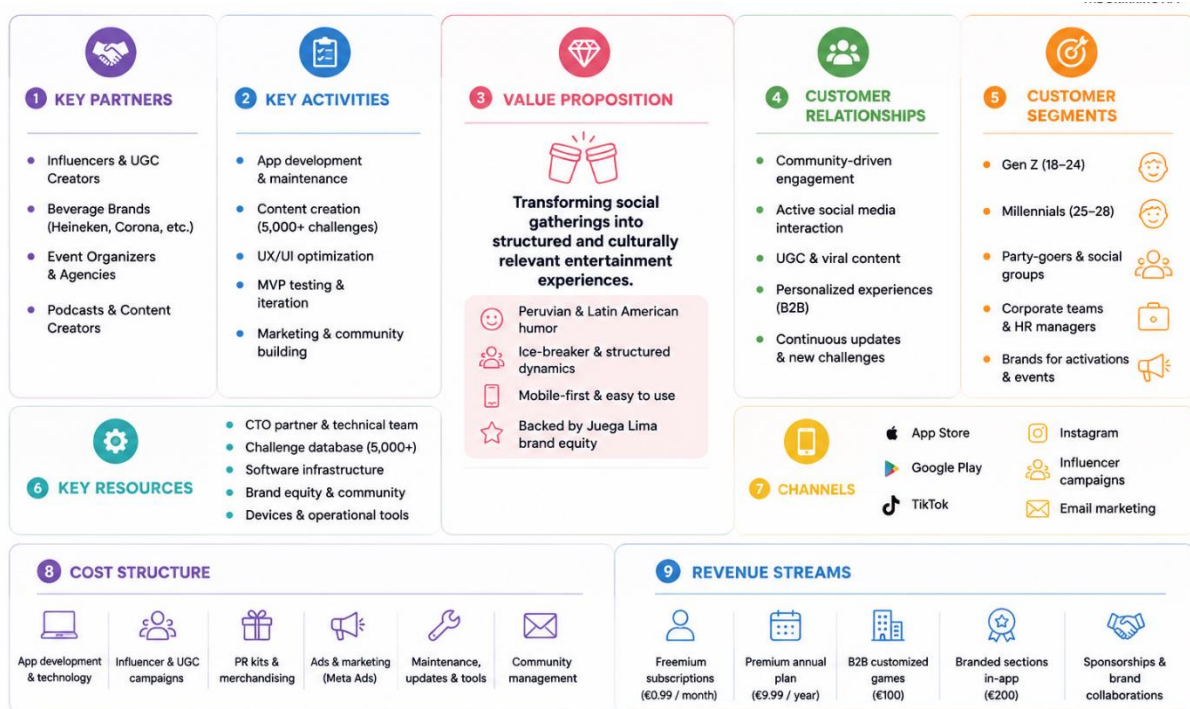 1 KEY PARTNERS
Influencers & UGC
Creators
Beverage Brands
(Heineken, Corona, etc.)
Event Organizers
& Agencies
Podcasts & Content
Creators
2 KEY ACTIVITIES
App development
& maintenance
Content creation
(5,000+ challenges)
UX/UI optimization
MVP testing &
iteration
Marketing & community
building
3 VALUE PROPOSITION
Transforming social
gatherings into
structured and culturally
relevant entertainment
experiences.
Peruvian & Latin American
humor
Ice-breaker & structured
dynamics
Mobile-first & easy to use
Backed by Juega Lima
brand equity
4 CUSTOMER
RELATIONSHIPS
Community-driven
engagement
Active social media
interaction
UGC & viral content
Personalized experiences
(B2B)
Continuous updates
& new challenges
5 CUSTOMER
SEGMENTS
Gen Z (18–24)
Millennials (25–28)
Party-goers & social
groups
Corporate teams
& HR managers
Brands for activations
& events
6 KEY RESOURCES
CTO partner & technical team
Challenge database (5,000+)
Software infrastructure
Brand equity & community
Devices & operational tools
7 CHANNELS
App Store
Google Play
TikTok
Instagram
Influencer
campaigns
Email marketing
8 COST STRUCTURE
App development
& technology
Influencer & UGC
campaigns
PR kits &
merchandising
Ads & marketing
(Meta Ads)
Maintenance,
updates & tools
Community
management
9 REVENUE STREAMS
Freemium
subscriptions
(€0.99 / month)
Premium annual
plan
(€9.99 / year)
B2B customized
games
(€100)
Branded sections
in-app
(€200)
Sponsorships &
brand
collaborations